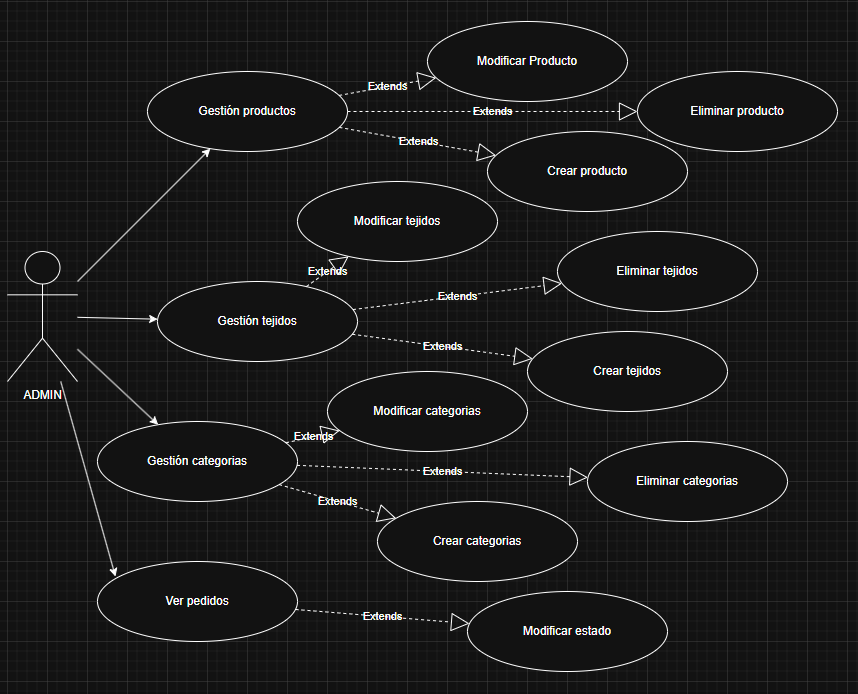 Modificar Producto
Extends
Gestión productos
Extends
Eliminar producto
Extends
Crear producto
Modificar tejidos
Extends
Eliminar tejidos
Extends
Gestión tejidos
Extends
Crear tejidos
ADMIN
Modificar categorias
Extends
Gestión categorias
Extends
Eliminar categorias
Extends
Crear categorias
Ver pedidos
Extends
Modificar estado